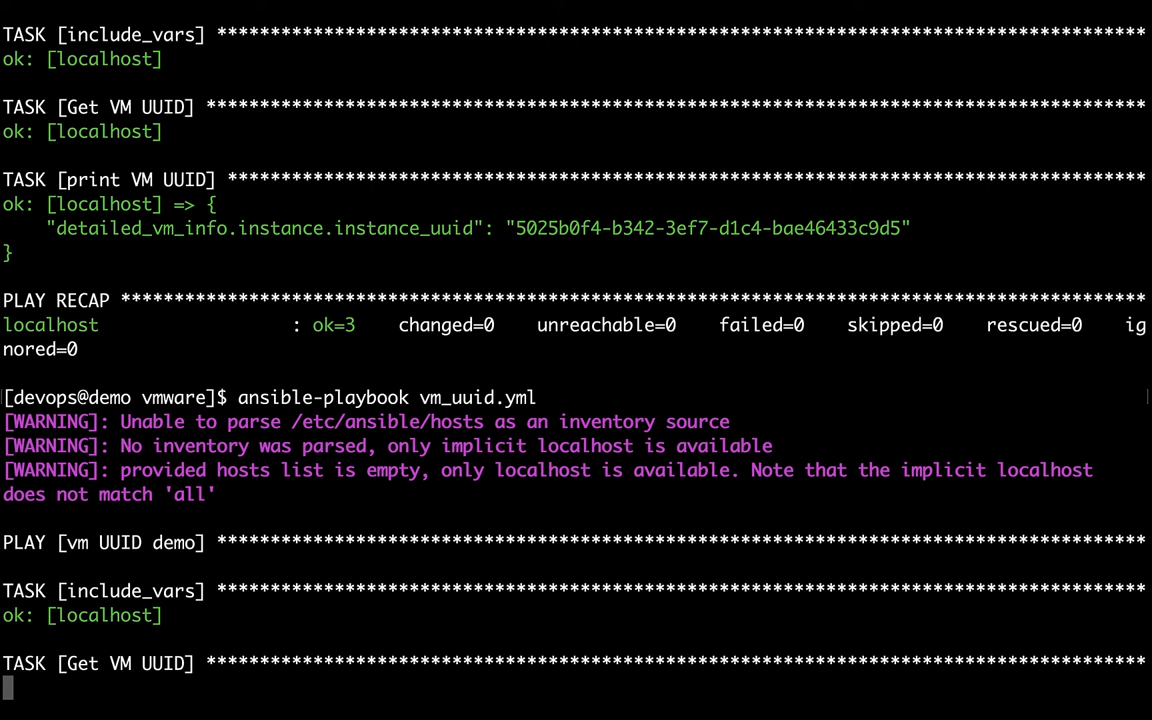 TASK [include_vars] ***************************************************************************************
ok: [localhost]
TASK [Get VM UUID] ****************************************************************************************
ok: [localhost]
TASK [print VM UUID] **************************************************************************************
ok: [localhost] => {
    "detailed_vm_info.instance.instance_uuid": "5025b0f4-b342-3ef7-d1c4-bae46433c9d5"
}
PLAY RECAP ************************************************************************************************
localhost                  : ok=3    changed=0    unreachable=0    failed=0    skipped=0    rescued=0    ig
nored=0
[devops@demo vmware]$ ansible-playbook vm_uuid.yml
[WARNING]: Unable to parse /etc/ansible/hosts as an inventory source
[WARNING]: No inventory was parsed, only implicit localhost is available
[WARNING]: provided hosts list is empty, only localhost is available. Note that the implicit localhost
does not match 'all'
PLAY [vm UUID demo] ***************************************************************************************
TASK [include_vars] ***************************************************************************************
ok: [localhost]
TASK [Get VM UUID] ****************************************************************************************